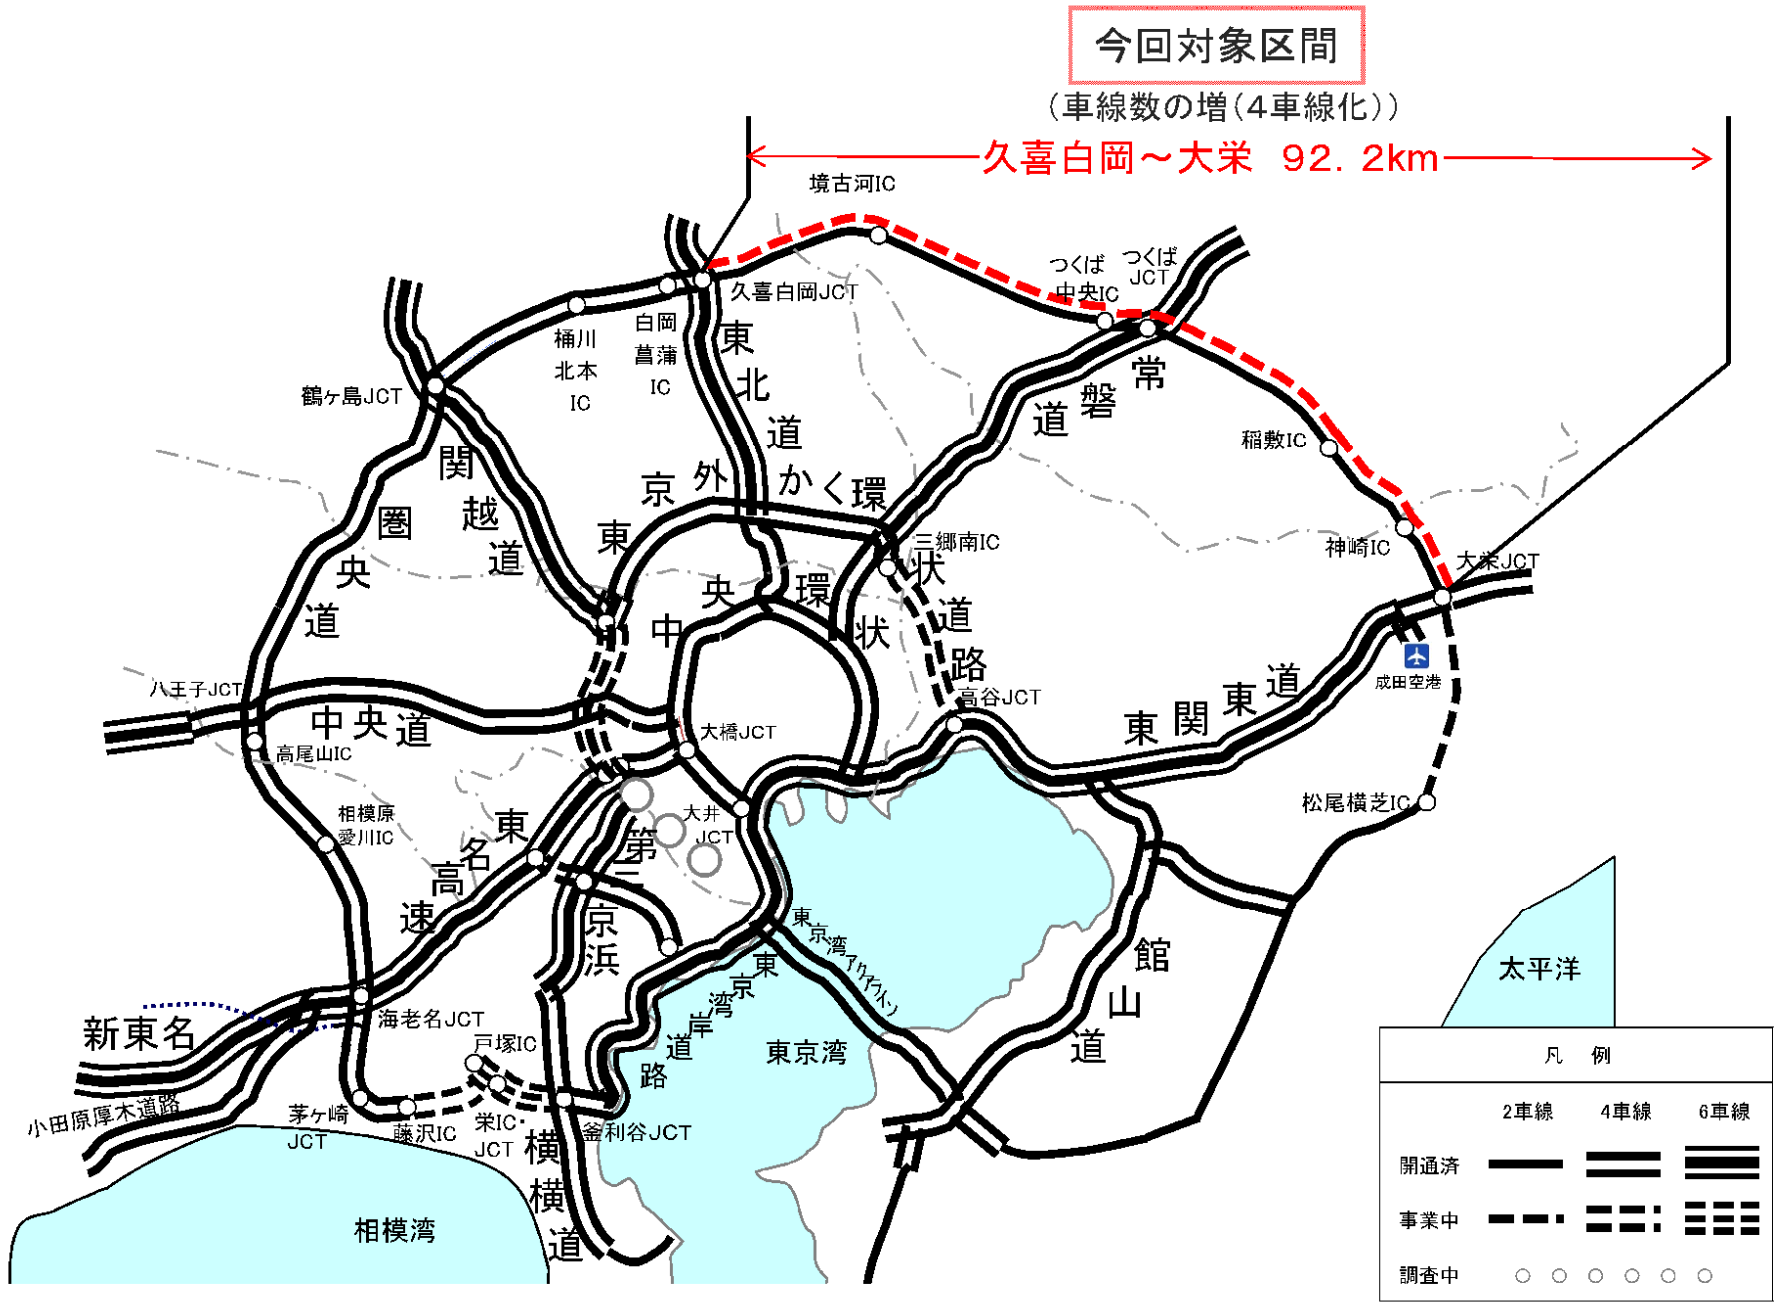 今回対象区間
(車線数の増(4車線化))
久喜白岡～大栄 92.2km
境古河IC
つくば
中央IC
つくば
JCT
久喜白岡JCT
白岡
菖蒲
IC
桶川
北本
IC
鶴ヶ島JCT
東北道
常磐道
稲敷IC
神崎IC
大栄JCT
関越道
圏央道
東京外かく環状道路
三郷南IC
中央環状
高谷JCT
成田空港
東関東道
八王子JCT
中央道
高尾山IC
大橋JCT
大井
JCT
相模原
愛川IC
東名高速
第三京浜
松尾横芝IC
東京湾アクアライン
東京湾岸道路
館山道
太平洋
東京湾
新東名
海老名JCT
戸塚IC
小田原厚木道路
茅ヶ崎
JCT
藤沢IC
栄IC・
JCT
釜利谷JCT
横横道
相模湾
凡 例
2車線 4車線 6車線
開通済
事業中
調査中